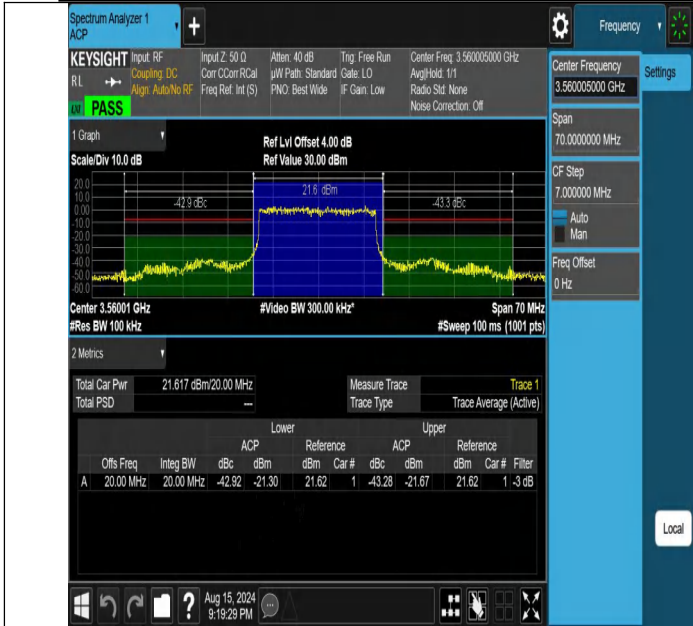 Spectrum Analyzer 1
ACP
Frequency
KEYSIGHT
RL
PASS
Input: RF
Coupling: DC
Align: Auto/No RF
Input Z: 50 Ω
Corr CCorr RCal
Freq Ref: Int (S)
Atten: 40 dB
µW Path: Standard
PNO: Best Wide
Trig: Free Run
Gate: LO
IF Gain: Low
Center Freq: 3.560005000 GHz
Avg|Hold: 1/1
Radio Std: None
Noise Correction: Off
Center Frequency
3.560005000 GHz
Settings
Span
70.0000000 MHz
CF Step
7.000000 MHz
Auto
Man
Freq Offset
0 Hz
1 Graph
Scale/Div 10.0 dB
Ref Lvl Offset 4.00 dB
Ref Value 30.00 dBm
20.0
10.0
0.00
-10.0
-20.0
-30.0
-40.0
-50.0
-60.0
-42.9 dBc
21.6 dBm
-43.3 dBc
Center 3.56001 GHz
#Video BW 300.00 kHz*
Span 70 MHz
#Res BW 100 kHz
#Sweep 100 ms (1001 pts)
2 Metrics
Total Car Pwr 21.617 dBm/20.00 MHz
Total PSD ---
Measure Trace Trace 1
Trace Type Trace Average (Active)
Lower Upper
ACP Reference ACP Reference
Offs Freq Integ BW dBc dBm dBm Car # dBc dBm dBm Car # Filter
A 20.00 MHz 20.00 MHz -42.92 -21.30 21.62 1 -43.28 -21.67 21.62 1 -3 dB
Local
?
Aug 15, 2024
9:19:29 PM